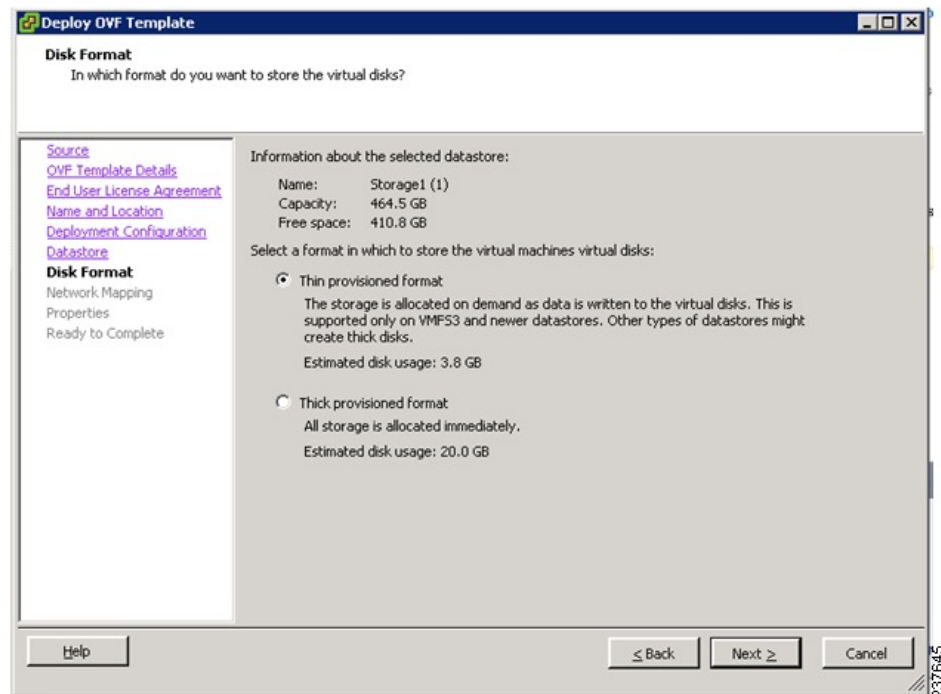 Deploy OVF Template
Disk Format
In which format do you want to store the virtual disks?
Source
OVF Template Details
End User License Agreement
Name and Location
Deployment Configuration
Datastore
Disk Format
Network Mapping
Properties
Ready to Complete
Information about the selected datastore:
Name: Storage1 (1)
Capacity: 464.5 GB
Free space: 410.8 GB
Select a format in which to store the virtual machines virtual disks:
Thin provisioned format
The storage is allocated on demand as data is written to the virtual disks. This is
supported only on VMFS3 and newer datastores. Other types of datastores might
create thick disks.
Estimated disk usage: 3.8 GB
Thick provisioned format
All storage is allocated immediately.
Estimated disk usage: 20.0 GB
Help
≤ Back
Next ≥
Cancel